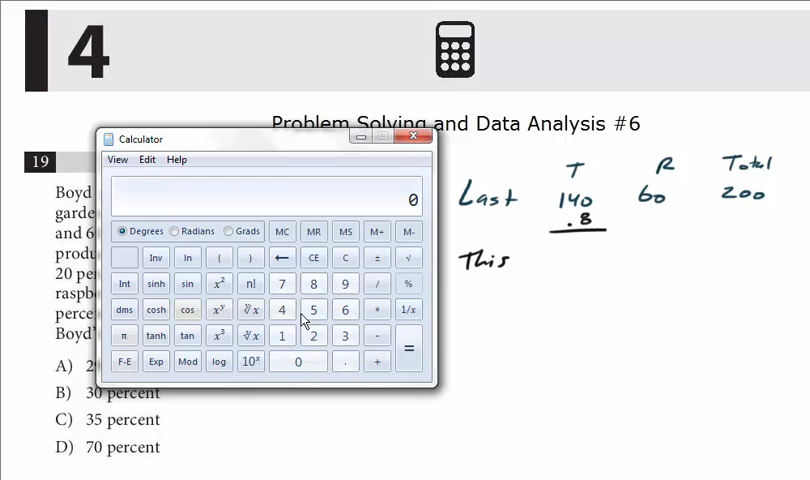 4
Problem Solving and Data Analysis #6
19
Boyd
garde
and 6
produ
20 per
raspb
percen
Boyd'
A) 2
B) 30 percent
C) 35 percent
D) 70 percent
Calculator
View Edit Help
0
Degrees Radians Grads MC MR MS M+ M-
Inv ln ( ) ← CE C ± √
Int sinh sin x² n! 7 8 9 / %
dms cosh cos xʸ ʸ√x 4 5 6 * 1/x
π tanh tan x³ ³√x 1 2 3 - =
F-E Exp Mod log 10ˣ 0 . +
T R Total
Last 140 60 200
.8
This